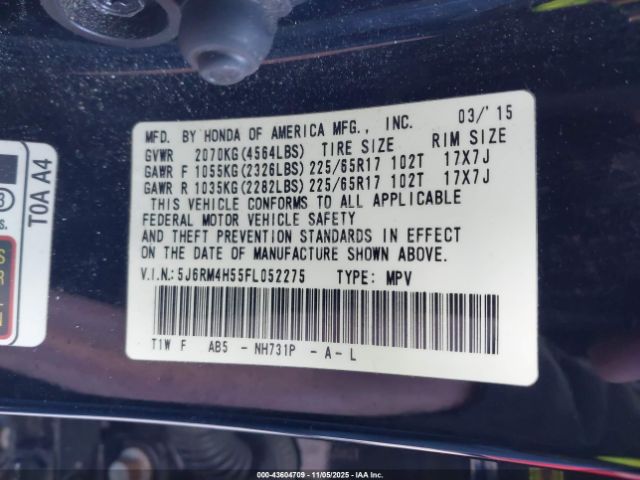 03/'15
MFD. BY HONDA OF AMERICA MFG., INC.
GVWR 2070KG(4564LBS) TIRE SIZE RIM SIZE
GAWR F 1055KG(2326LBS) 225/65R17 102T 17X7J
GAWR R 1035KG(2282LBS) 225/65R17 102T 17X7J
THIS VEHICLE CONFORMS TO ALL APPLICABLE
FEDERAL MOTOR VEHICLE SAFETY
AND THEFT PREVENTION STANDARDS IN EFFECT
ON THE DATE OF MANUFACTURE SHOWN ABOVE.
V.I.N.:5J6RM4H55FL052275 TYPE: MPV
T1W F AB5 - NH731P - A - L
T0A A4
000-43604709 - 11/05/2025 - IAAI.COM